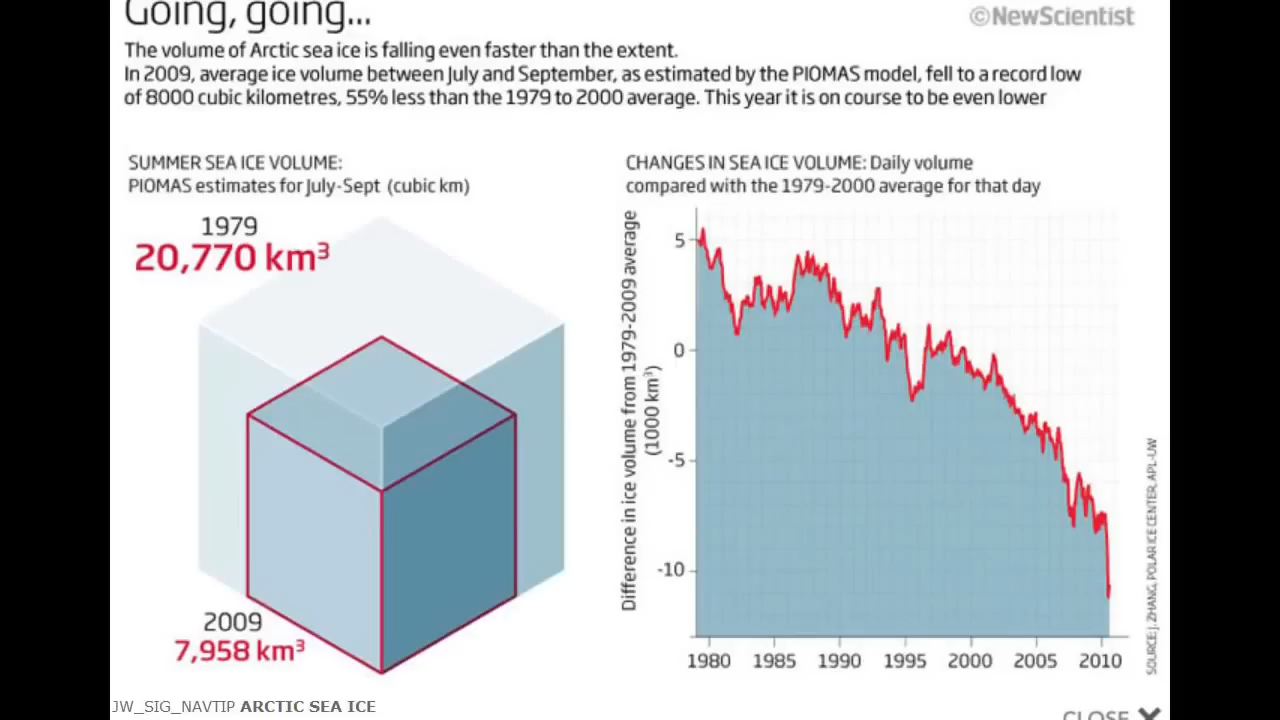 Going, going...
©NewScientist
The volume of Arctic sea ice is falling even faster than the extent.
In 2009, average ice volume between July and September, as estimated by the PIOMAS model, fell to a record low
of 8000 cubic kilometres, 55% less than the 1979 to 2000 average. This year it is on course to be even lower
SUMMER SEA ICE VOLUME:
PIOMAS estimates for July-Sept (cubic km)
1979
20,770 km³
2009
7,958 km³
CHANGES IN SEA ICE VOLUME: Daily volume
compared with the 1979-2000 average for that day
Difference in ice volume from 1979-2009 average
(1000 km³)
5
0
-5
-10
1980 1985 1990 1995 2000 2005 2010
SOURCE: J. ZHANG, POLAR ICE CENTER, APL-UW
JW_SIG_NAVTIP ARCTIC SEA ICE
CLOSE X